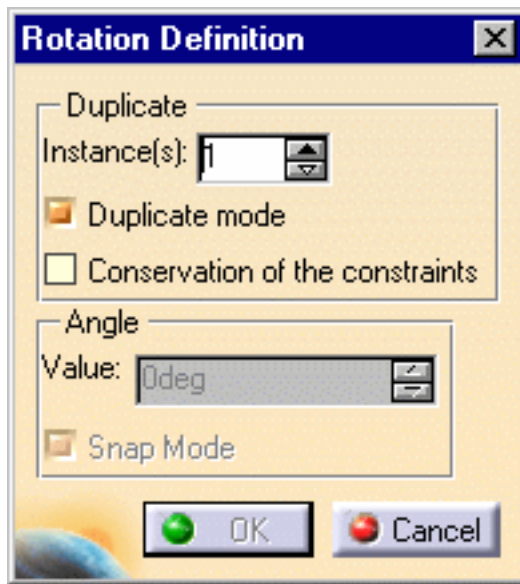 Rotation Definition
Duplicate
Instance(s): 1
Duplicate mode
Conservation of the constraints
Angle
Value: 0deg
Snap Mode
OK Cancel